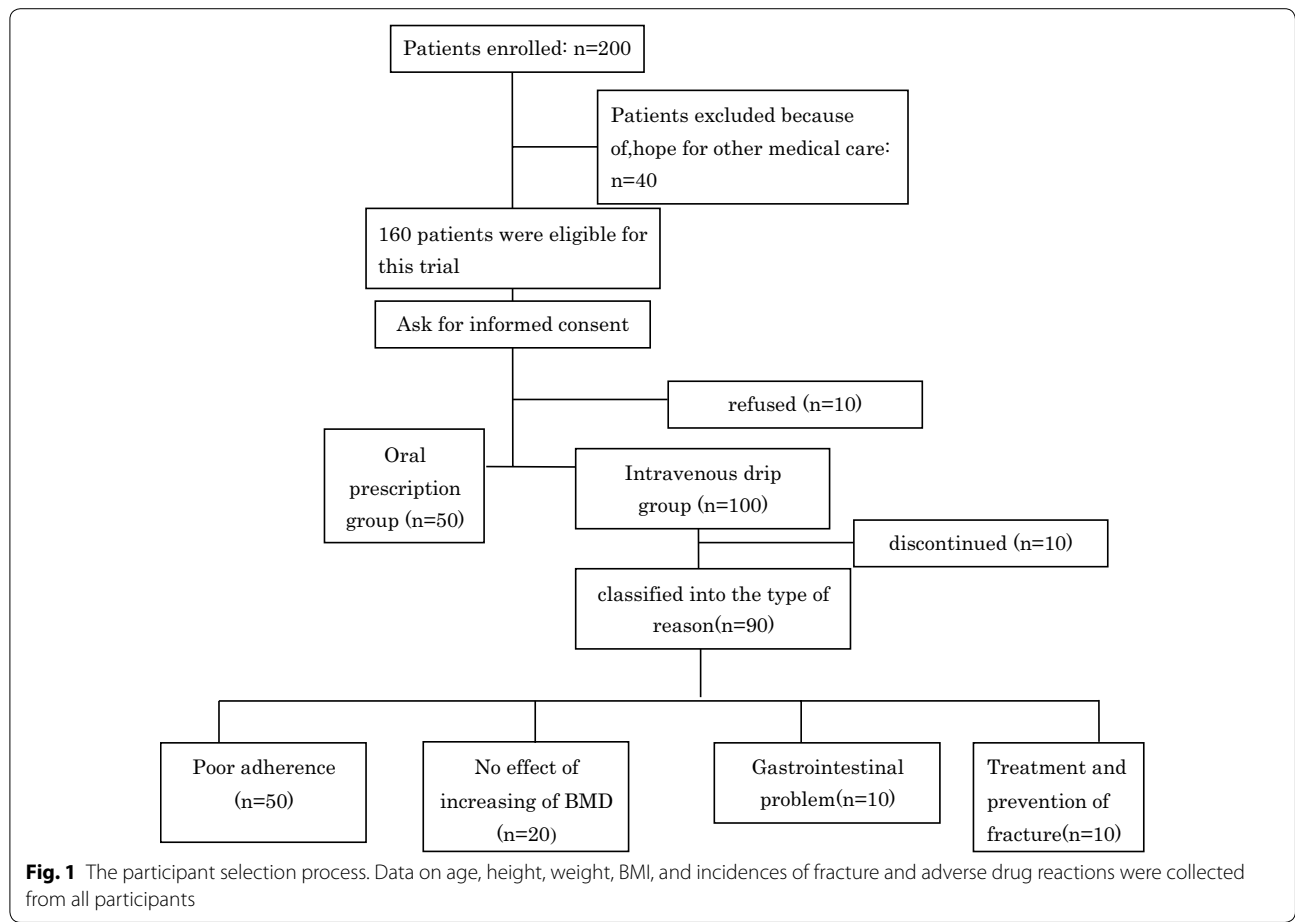 Patients enrolled: n=200
Patients excluded because
of,hope for other medical care:
n=40
160 patients were eligible for
this trial
Ask for informed consent
refused (n=10)
Oral
prescription
group (n=50)
Intravenous drip
group (n=100)
discontinued (n=10)
classified into the type of
reason(n=90)
Poor adherence
(n=50)
No effect of
increasing of BMD
(n=20)
Gastrointestinal
problem(n=10)
Treatment and
prevention of
fracture(n=10)
Fig. 1 The participant selection process. Data on age, height, weight, BMI, and incidences of fracture and adverse drug reactions were collected
from all participants